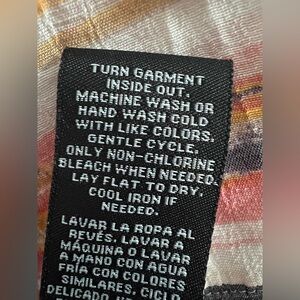 TURN GARMENT
INSIDE OUT.
MACHINE WASH OR
HAND WASH COLD
WITH LIKE COLORS.
GENTLE CYCLE.
ONLY NON-CHLORINE
BLEACH WHEN NEEDED.
LAY FLAT TO DRY.
COOL IRON IF
NEEDED.
LAVAR LA ROPA AL
REVÉS. LAVAR A
MÁQUINA O LAVAR
A MANO CON AGUA
FRÍA CON COLORES
SIMILARES. CICLO
DELICADO.